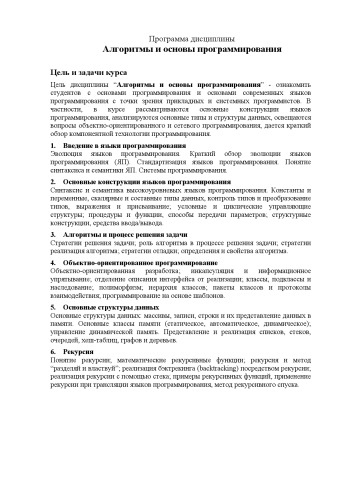 Программа дисциплины
Алгоритмы и основы программирования
Цель и задачи курса
Цель дисциплины “Алгоритмы и основы программирования” - ознакомить
студентов с основами программирования и основами современных языков
программирования с точки зрения прикладных и системных программистов. В
частности, в курсе рассматриваются основные конструкции языков
программирования, анализируются основные типы и структуры данных, освещаются
вопросы объектно-ориентированного и сетевого программирования, дается краткий
обзор компонентной технологии программирования.
1. Введение в языки программирования
Эволюция языков программирования. Краткий обзор эволюции языков
программирования (ЯП). Стандартизация языков программирования. Понятие
синтаксиса и семантики ЯП. Системы программирования.
2. Основные конструкции языков программирования
Синтаксис и семантика высокоуровневых языков программирования. Константы и
переменные, скалярные и составные типы данных, контроль типов и преобразование
типов, выражения и присваивание, условные и циклические управляющие
структуры; процедуры и функции, способы передачи параметров; структурные
конструкции, средства ввода/вывода.
3. Алгоритмы и процесс решения задачи
Стратегии решения задачи; роль алгоритма в процессе решения задачи; стратегии
реализация алгоритма; стратегии отладки; определения и свойства алгоритма.
4. Объектно-ориентированное программирование
Объектно-ориентированная разработка; инкапсуляция и информационное
упрятывание; отделение описания интерфейса от реализации; классы, подклассы и
наследование; полиморфизм; иерархия классов; пакеты классов и протоколы
взаимодействия; программирование на основе шаблонов.
5. Основные структуры данных
Основные структуры данных: массивы, записи, строки и их представление данных в
памяти. Основные классы памяти (статическое, автоматическое, динамическое);
управление динамической памяти. Представление и реализация списков, стеков,
очередей, хеш-таблиц, графов и деревьев.
6. Рекурсия
Понятие рекурсии; математические рекурсивные функции; рекурсия и метод
“разделяй и властвуй”; реализация бэктрекинга (backtracking) посредством рекурсии;
реализация рекурсии с помощью стека; примеры рекурсивных функций, применение
рекурсии при трансляции языков программирования, метод рекурсивного спуска.